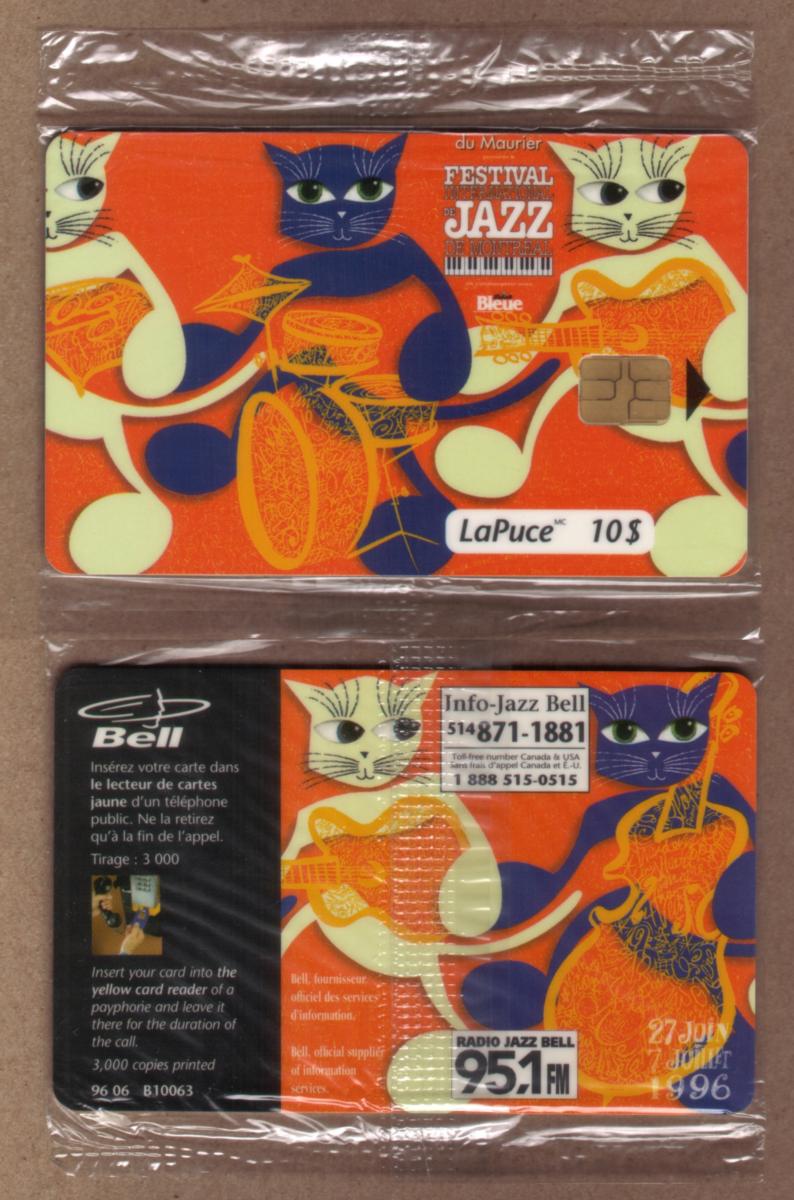 du Maurier
FESTIVAL
INTERNATIONAL
DE
JAZZ
DE MONTRÉAL
Bleue
LaPuce MC 10$
Bell
Insérez votre carte dans
le lecteur de cartes
jaune d'un téléphone
public. Ne la retirez
qu'à la fin de l'appel.
Tirage : 3 000
Insert your card into the
yellow card reader of a
payphone and leave it
there for the duration of
the call.
3,000 copies printed
96 06 B10063
Info-Jazz Bell
514 871-1881
Toll-free number Canada & USA
Sans frais d'appel Canada et É.-U.
1 888 515-0515
Bell, fournisseur
officiel des services
d'information.
Bell, official supplier
of information
services.
RADIO JAZZ BELL
95.1 FM
27 JUIN
7 JUILLET
1996